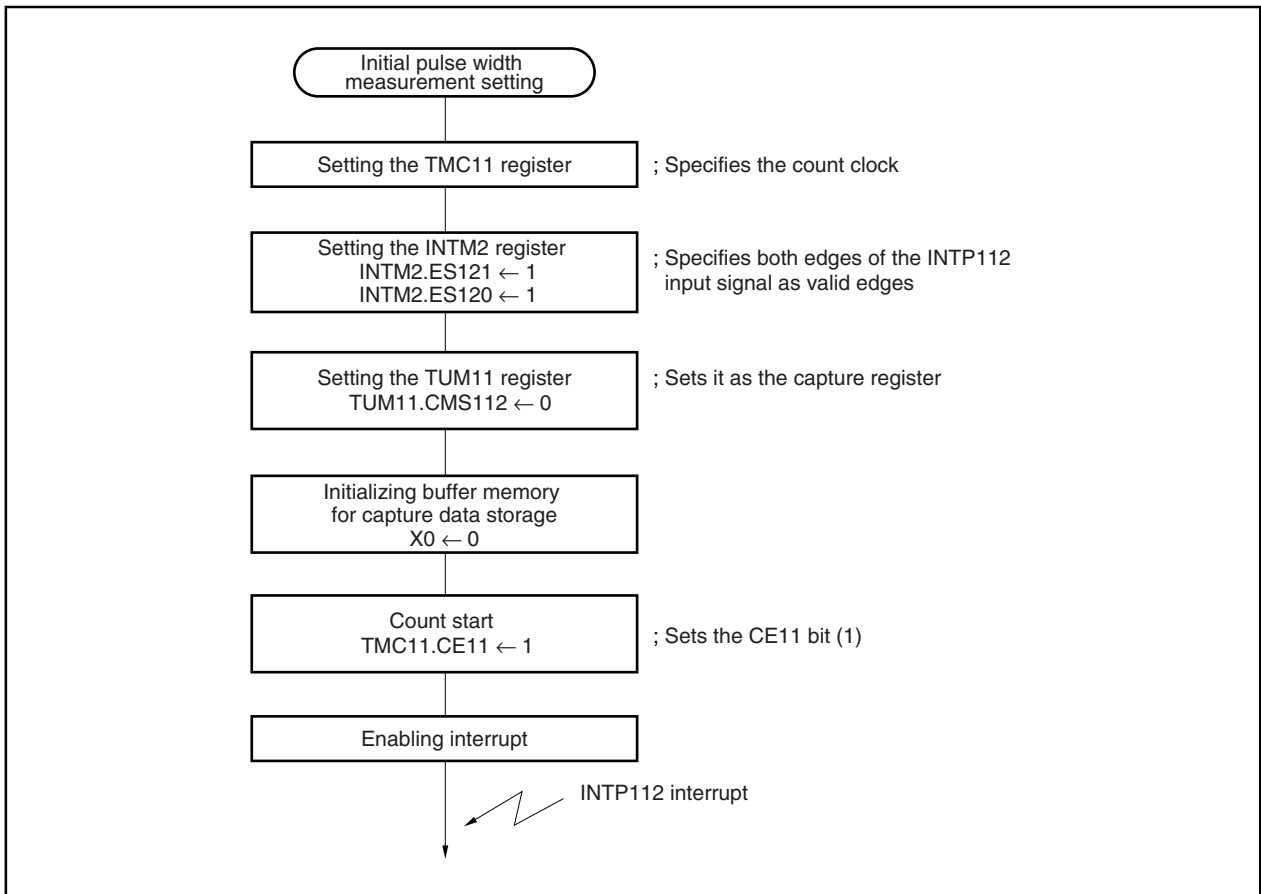 Initial pulse width
measurement setting
Setting the TMC11 register
; Specifies the count clock
Setting the INTM2 register
INTM2.ES121 ← 1
INTM2.ES120 ← 1
; Specifies both edges of the INTP112
input signal as valid edges
Setting the TUM11 register
TUM11.CMS112 ← 0
; Sets it as the capture register
Initializing buffer memory
for capture data storage
X0 ← 0
Count start
TMC11.CE11 ← 1
; Sets the CE11 bit (1)
Enabling interrupt
INTP112 interrupt